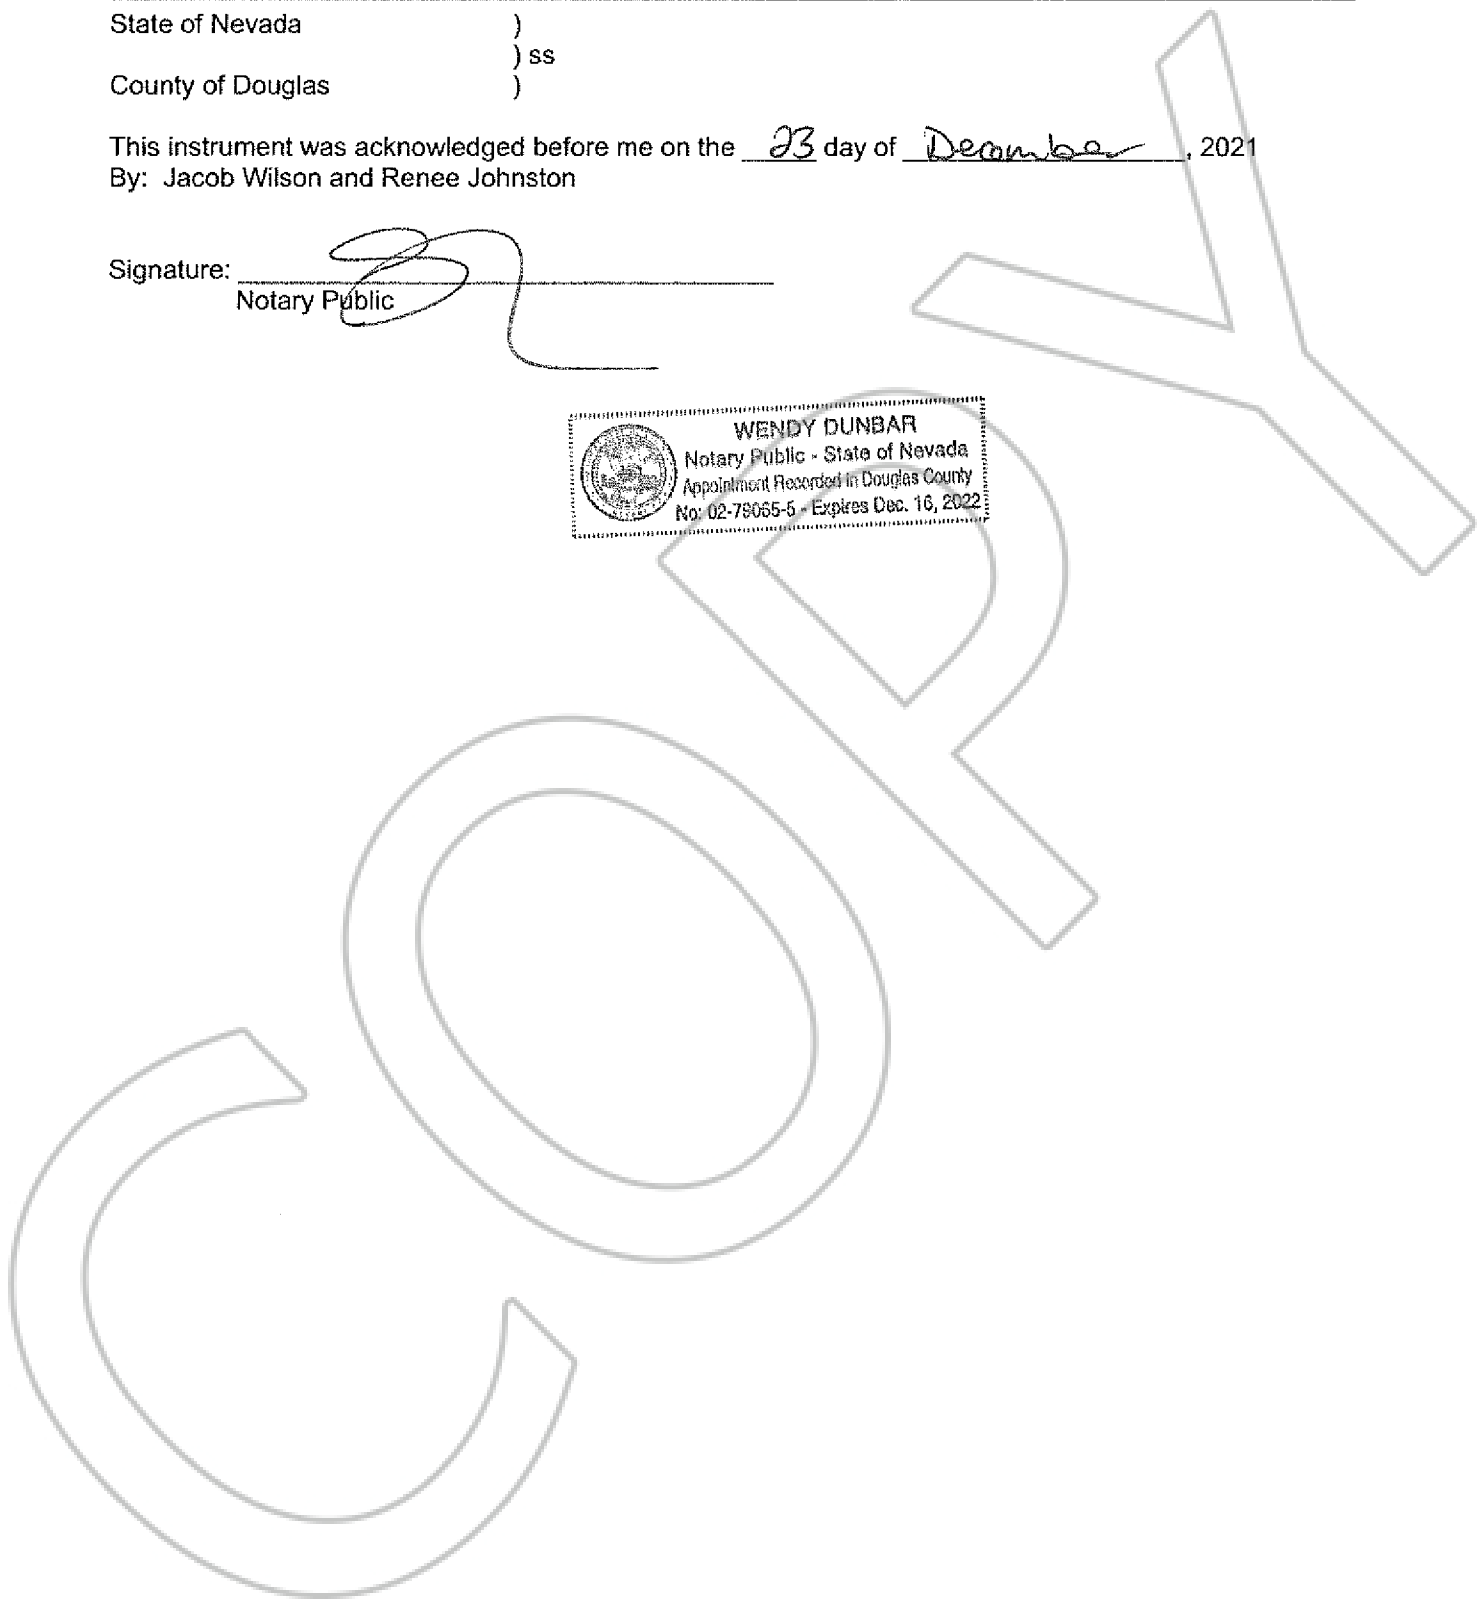 State of Nevada )
) ss
County of Douglas )
This instrument was acknowledged before me on the 23 day of December, 2021
By: Jacob Wilson and Renee Johnston
Signature:
Notary Public
WENDY DUNBAR
Notary Public - State of Nevada
Appointment Recorded in Douglas County
No: 02-79065-5 - Expires Dec. 16, 2022
COPY